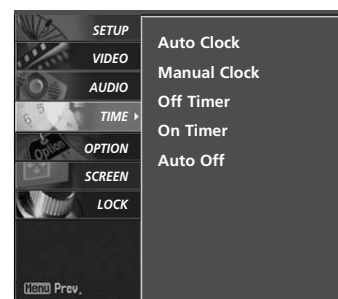 SETUP
VIDEO
AUDIO
TIME
OPTION
SCREEN
LOCK
Menu Prev.
Auto Clock
Manual Clock
Off Timer
On Timer
Auto Off